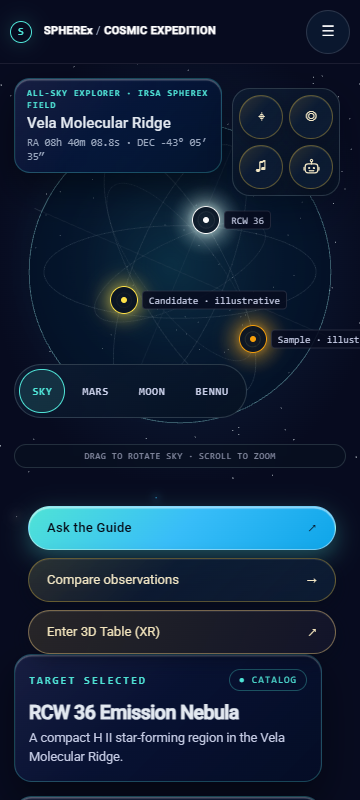 S SPHEREx / COSMIC EXPEDITION ☰
ALL-SKY EXPLORER · IRSA SPHEREX
FIELD
Vela Molecular Ridge
RA 08h 40m 08.8s · DEC -43° 05′
35″
RCW 36
Candidate · illustrative
Sample · illust
SKY MARS MOON BENNU
DRAG TO ROTATE SKY · SCROLL TO ZOOM
Ask the Guide ↗
Compare observations →
Enter 3D Table (XR) ↗
TARGET SELECTED ● CATALOG
RCW 36 Emission Nebula
A compact H II star-forming region in the Vela
Molecular Ridge.